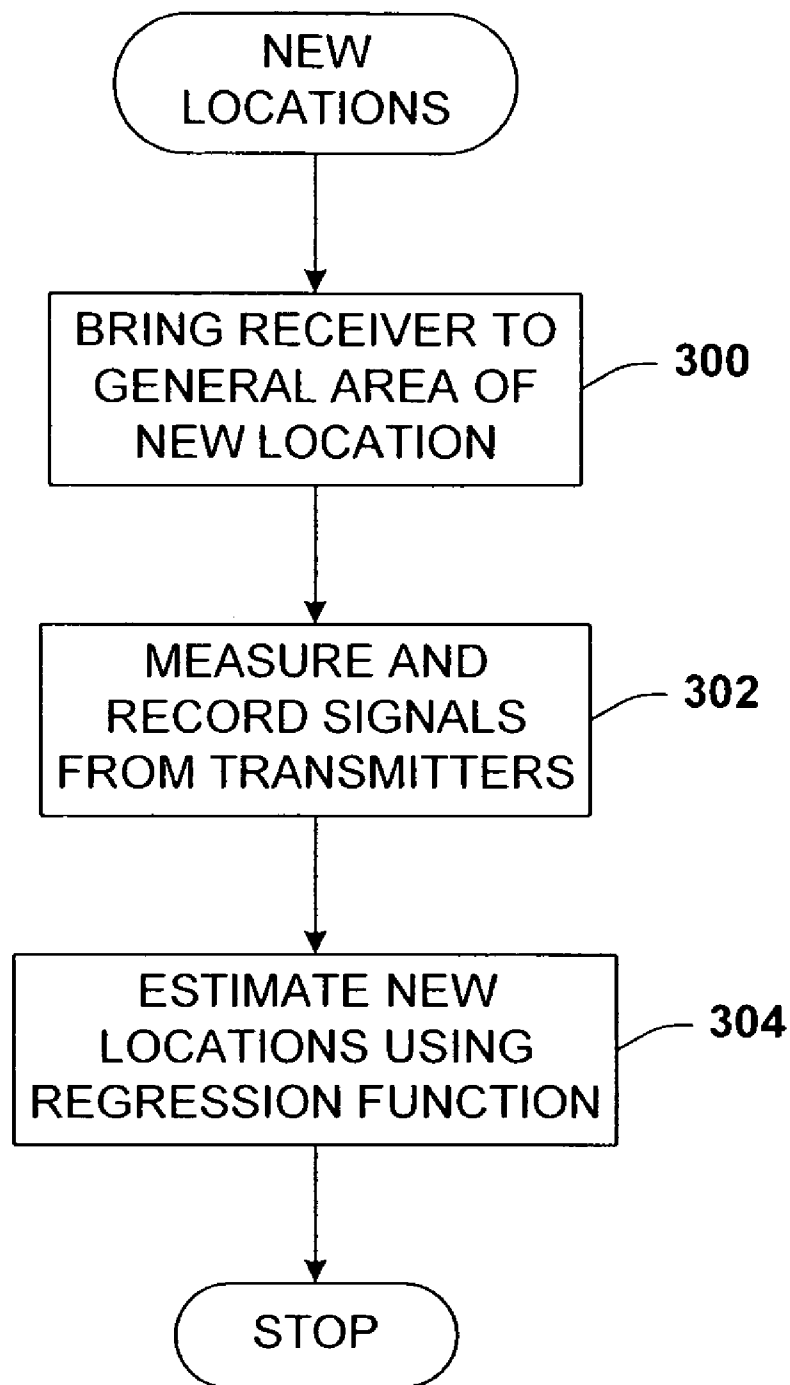 NEW
LOCATIONS
BRING RECEIVER TO
GENERAL AREA OF
NEW LOCATION
300
MEASURE AND
RECORD SIGNALS
FROM TRANSMITTERS
302
ESTIMATE NEW
LOCATIONS USING
REGRESSION FUNCTION
304
STOP